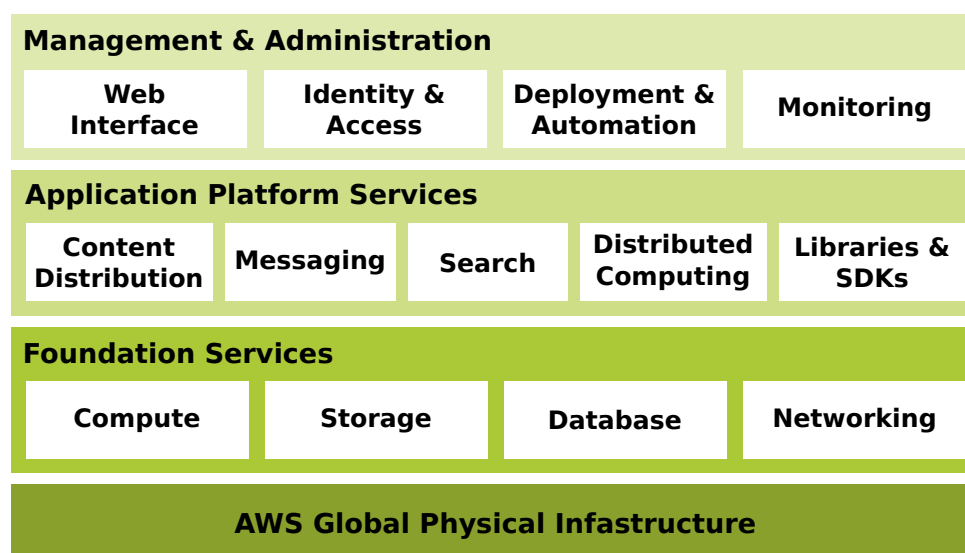 Management & Administration
Web
Interface
Identity &
Access
Deployment &
Automation
Monitoring
Application Platform Services
Content
Distribution
Messaging
Search
Distributed
Computing
Libraries &
SDKs
Foundation Services
Compute
Storage
Database
Networking
AWS Global Physical Infastructure